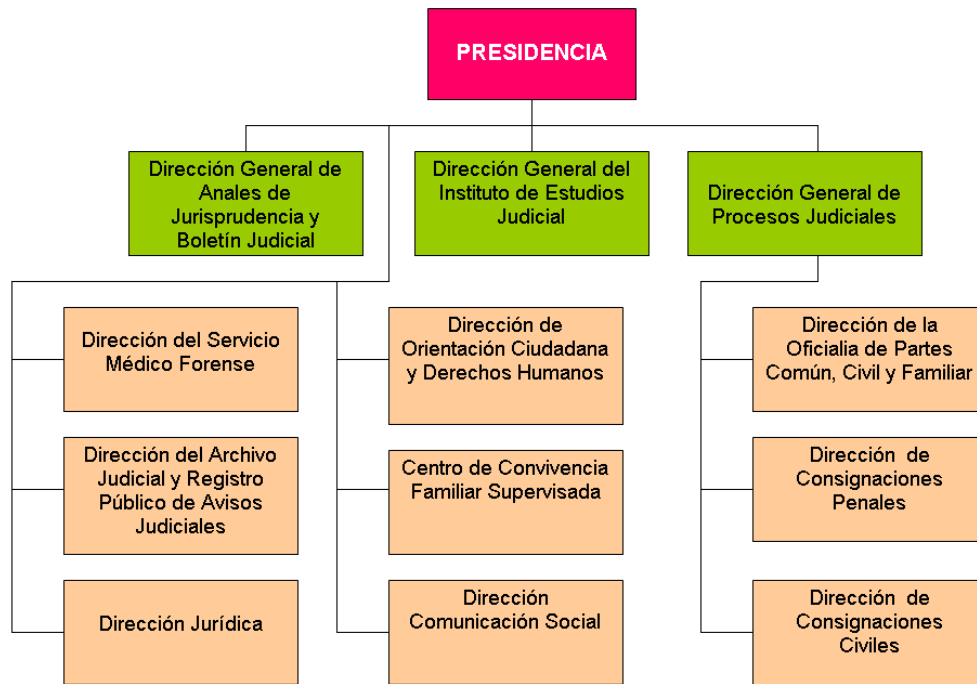 PRESIDENCIA
Dirección General de
Anales de
Jurisprudencia y
Boletín Judicial
Dirección General del
Instituto de Estudios
Judicial
Dirección General de
Procesos Judiciales
Dirección del Servicio
Médico Forense
Dirección de
Orientación Ciudadana
y Derechos Humanos
Dirección de la
Oficialia de Partes
Común, Civil y Familiar
Dirección del Archivo
Judicial y Registro
Público de Avisos
Judiciales
Centro de Convivencia
Familiar Supervisada
Dirección de
Consignaciones
Penales
Dirección Jurídica
Dirección
Comunicación Social
Dirección de
Consignaciones
Civiles